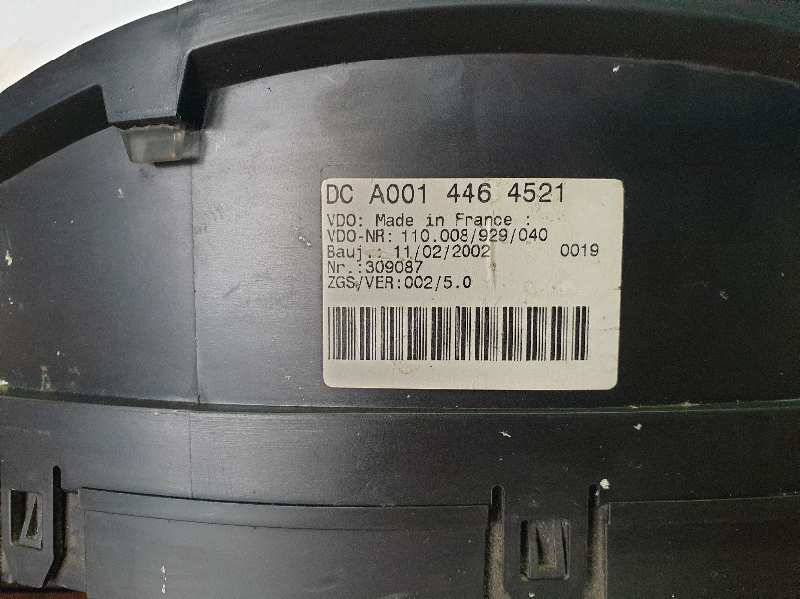 DC A001 446 4521
VDO: Made in France :
VDO-NR: 110.008/929/040
Bauj.: 11/02/2002 0019
Nr.:309087
ZGS/VER:002/5.0